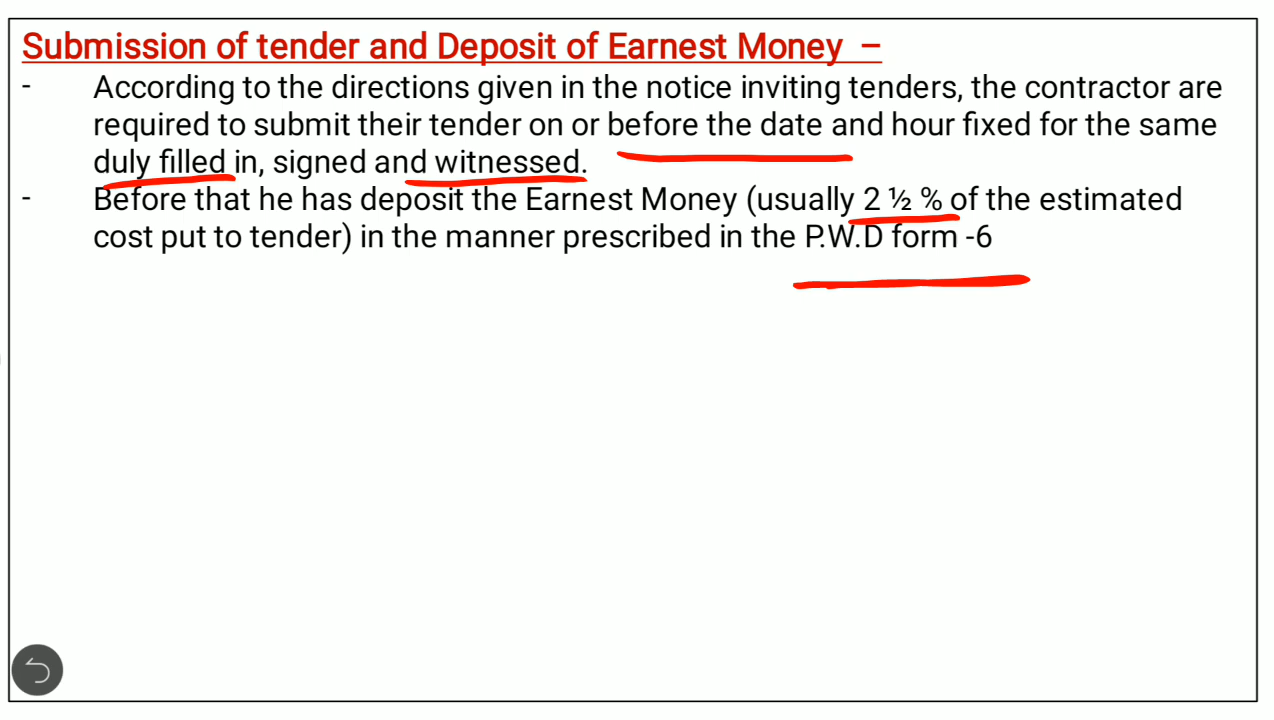 Submission of tender and Deposit of Earnest Money –
- According to the directions given in the notice inviting tenders, the contractor are
required to submit their tender on or before the date and hour fixed for the same
duly filled in, signed and witnessed.
- Before that he has deposit the Earnest Money (usually 2 ½ % of the estimated
cost put to tender) in the manner prescribed in the P.W.D form -6